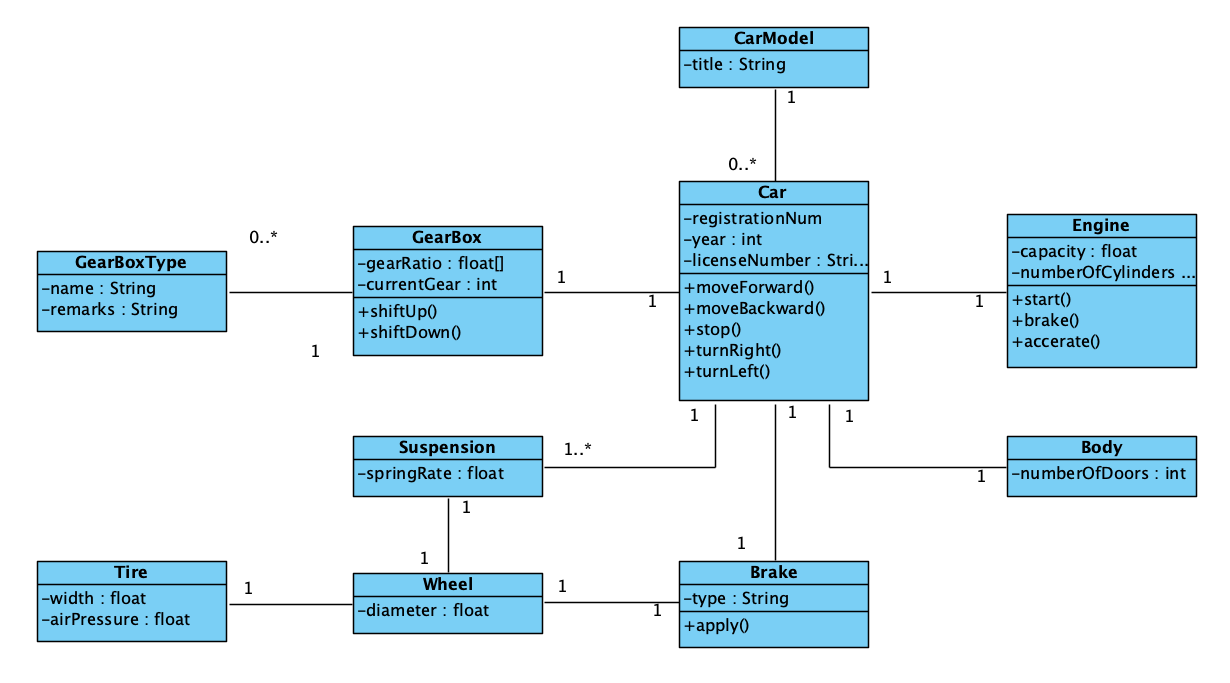 CarModel
-title : String
1
0..*
Car
-registrationNum
-year : int
-licenseNumber : Stri...
+moveForward()
+moveBackward()
+stop()
+turnRight()
+turnLeft()
GearBoxType
-name : String
-remarks : String
0..*
1
GearBox
-gearRatio : float[]
-currentGear : int
+shiftUp()
+shiftDown()
1
1
1
1
Engine
-capacity : float
-numberOfCylinders ...
+start()
+brake()
+accerate()
Suspension
-springRate : float
1..*
1
1
1
1
Body
-numberOfDoors : int
1
1
1
Tire
-width : float
-airPressure : float
1
Wheel
-diameter : float
1
1
Brake
-type : String
+apply()